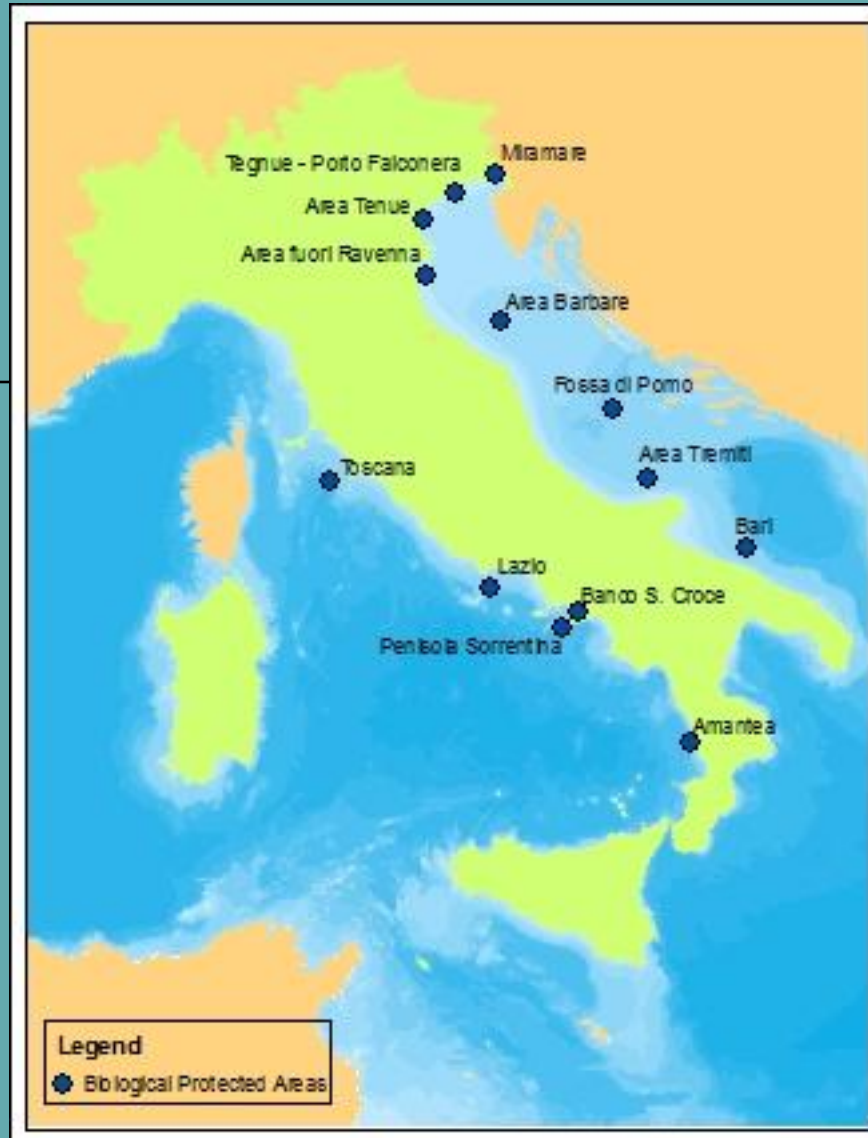 Miramare
Tegnue - Porto Falconera
Area Tenue
Area fuori Ravenna
Area Barbare
Fossa di Pomo
Area Tremiti
Toscana
Bari
Lazio
Banco S. Croce
Penisola Sorrentina
Amantea
Legend
Biological Protected Areas